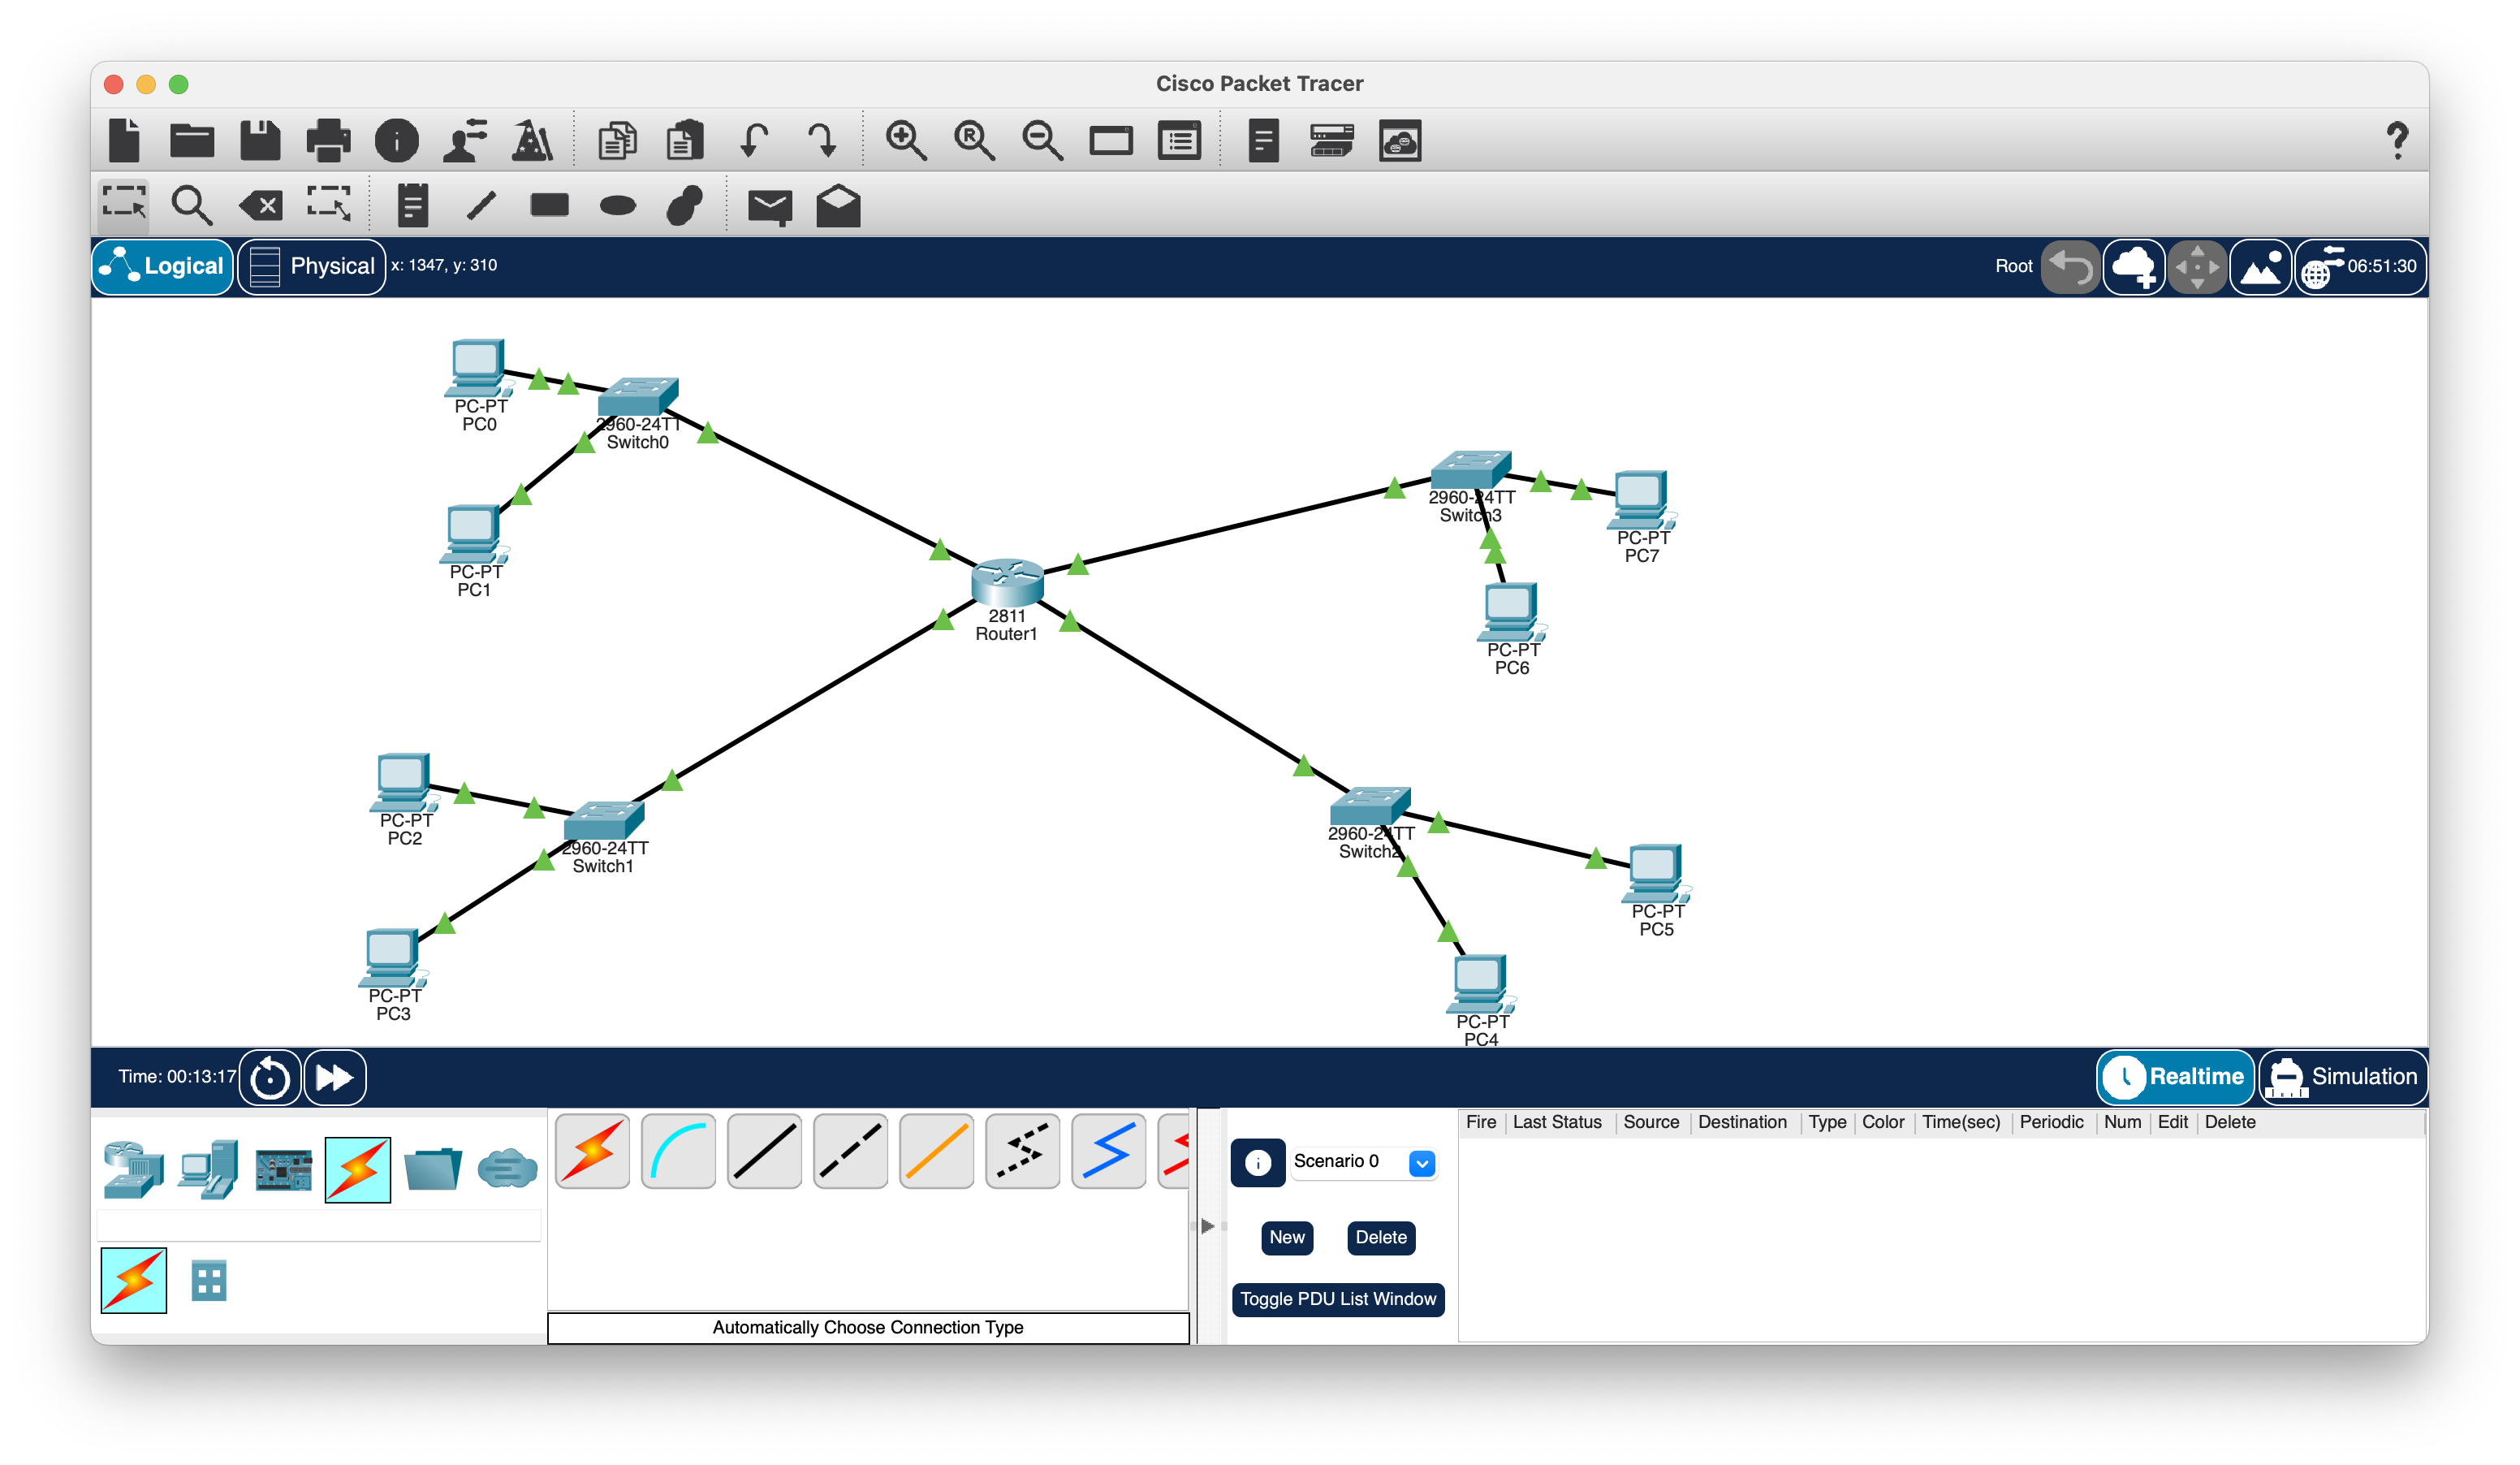 Cisco Packet Tracer
Logical
Physical
x: 1347, y: 310
Root
06:51:30
PC-PT
PC0
2960-24TT
Switch0
PC-PT
PC1
2960-24TT
Switch3
PC-PT
PC7
2811
Router1
PC-PT
PC6
PC-PT
PC2
2960-24TT
Switch1
2960-24TT
Switch2
PC-PT
PC5
PC-PT
PC3
PC-PT
PC4
Time: 00:13:17
Realtime
Simulation
Fire Last Status Source Destination Type Color Time(sec) Periodic Num Edit Delete
Scenario 0
New
Delete
Toggle PDU List Window
Automatically Choose Connection Type